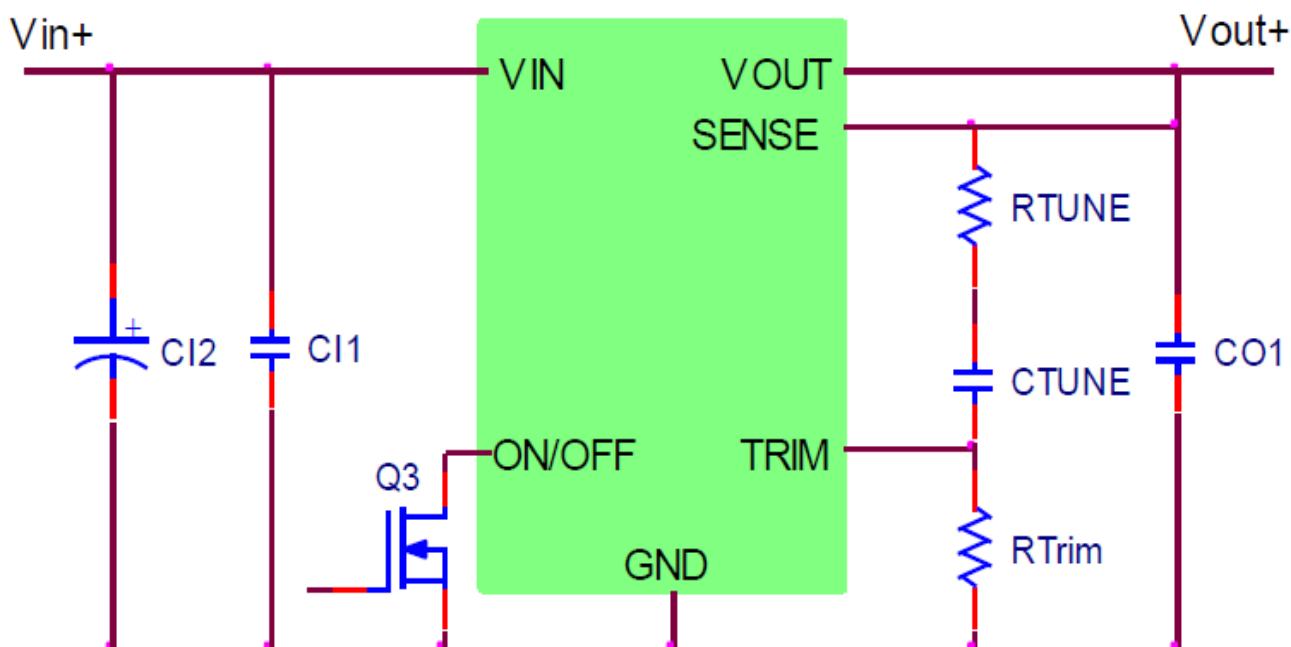 Vin+
Vout+
VIN
VOUT
SENSE
RTUNE
+
CI2
CI1
CO1
CTUNE
ON/OFF
TRIM
Q3
RTrim
GND